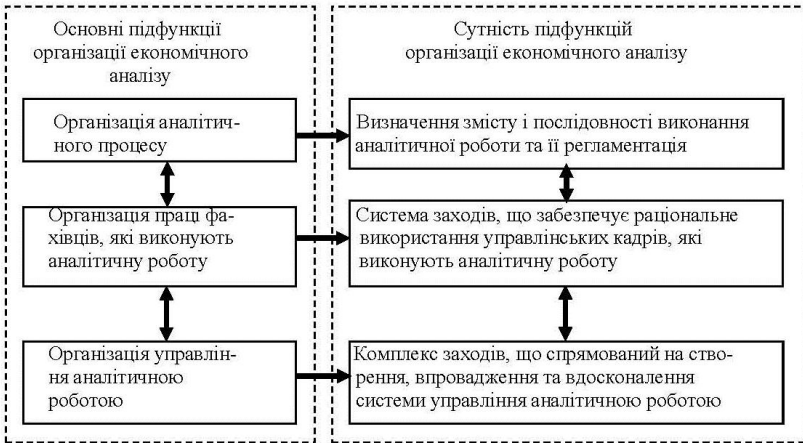 Основні підфункції
організації економічного
аналізу
Сутність підфункцій
організації економічного аналізу
Організація аналітич-
ного процесу
Визначення змісту і послідовності виконання
аналітичної роботи та її регламентація
Організація праці фа-
хівців, які виконують
аналітичну роботу
Система заходів, що забезпечує раціональне
використання управлінських кадрів, які
виконують аналітичну роботу
Організація управлін-
ня аналітичною
роботою
Комплекс заходів, що спрямований на ство-
рення, впровадження та вдосконалення
системи управління аналітичною роботою